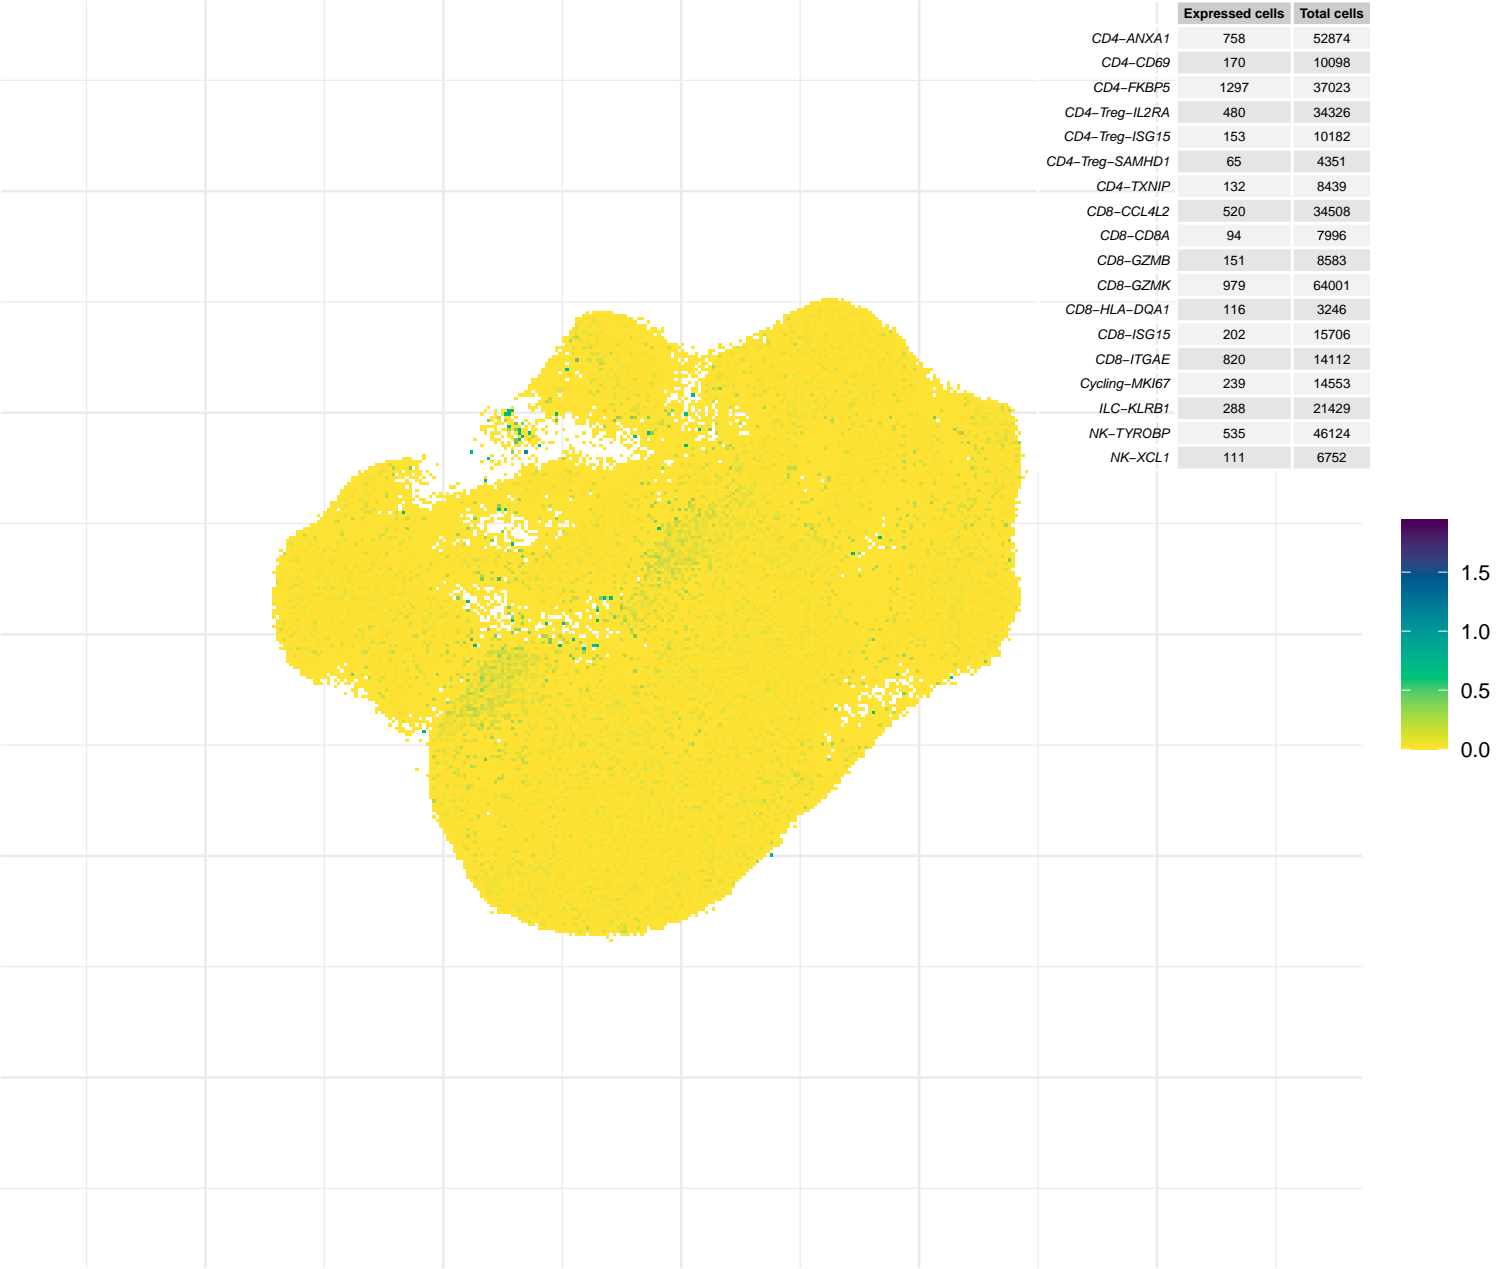 Expressed cells Total cells
CD4−ANXA1 758 52874
CD4−CD69 170 10098
CD4−FKBP5 1297 37023
CD4−Treg−IL2RA 480 34326
CD4−Treg−ISG15 153 10182
CD4−Treg−SAMHD1 65 4351
CD4−TXNIP 132 8439
CD8−CCL4L2 520 34508
CD8−CD8A 94 7996
CD8−GZMB 151 8583
CD8−GZMK 979 64001
CD8−HLA−DQA1 116 3246
CD8−ISG15 202 15706
CD8−ITGAE 820 14112
Cycling−MKI67 239 14553
ILC−KLRB1 288 21429
NK−TYROBP 535 46124
NK−XCL1 111 6752
1.5
1.0
0.5
0.0